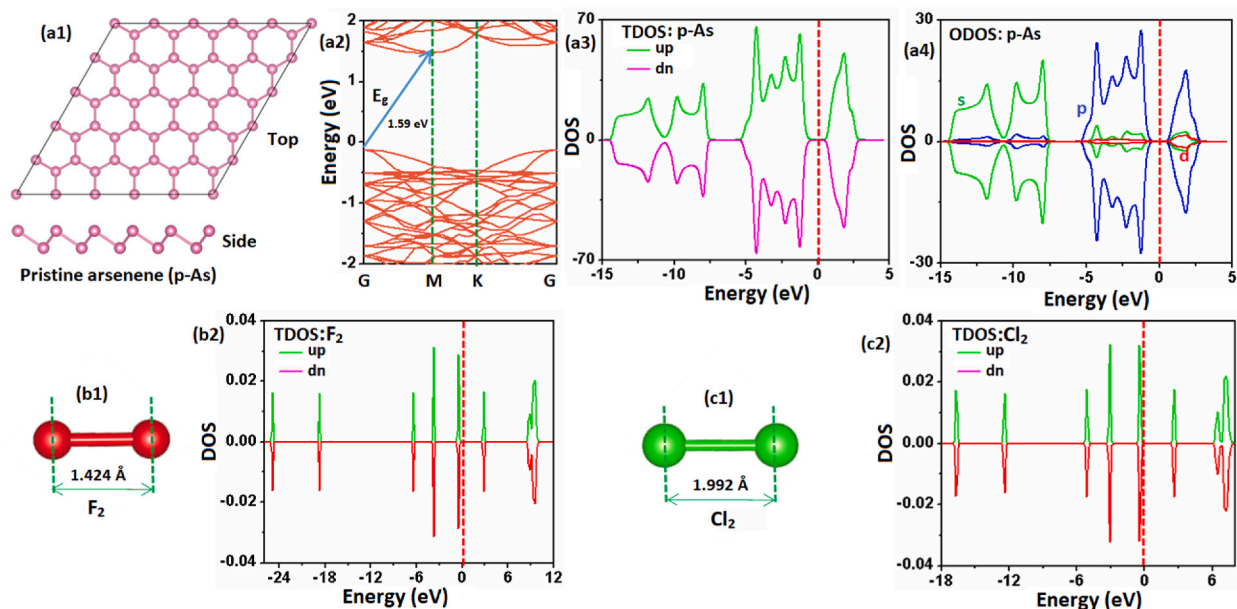 (a1)
Top
Side
Pristine arsenene (p-As)
(a2)
Energy (eV)
2
1
0
-1
-2
E_g
1.59 eV
G
M
K
G
(a3)
TDOS: p-As
up
dn
DOS
70
0
-70
-15
-10
-5
0
5
Energy (eV)
(a4)
ODOS: p-As
s
p
d
DOS
30
15
0
-15
-30
-15
-10
-5
0
5
Energy (eV)
(b1)
1.424 Å
F₂
(b2)
TDOS:F₂
up
dn
DOS
0.04
0.02
0.00
-0.02
-0.04
-24
-18
-12
-6
0
6
12
Energy (eV)
(c1)
1.992 Å
Cl₂
(c2)
TDOS:Cl₂
up
dn
DOS
0.04
0.02
0.00
-0.02
-0.04
-18
-12
-6
0
6
Energy (eV)